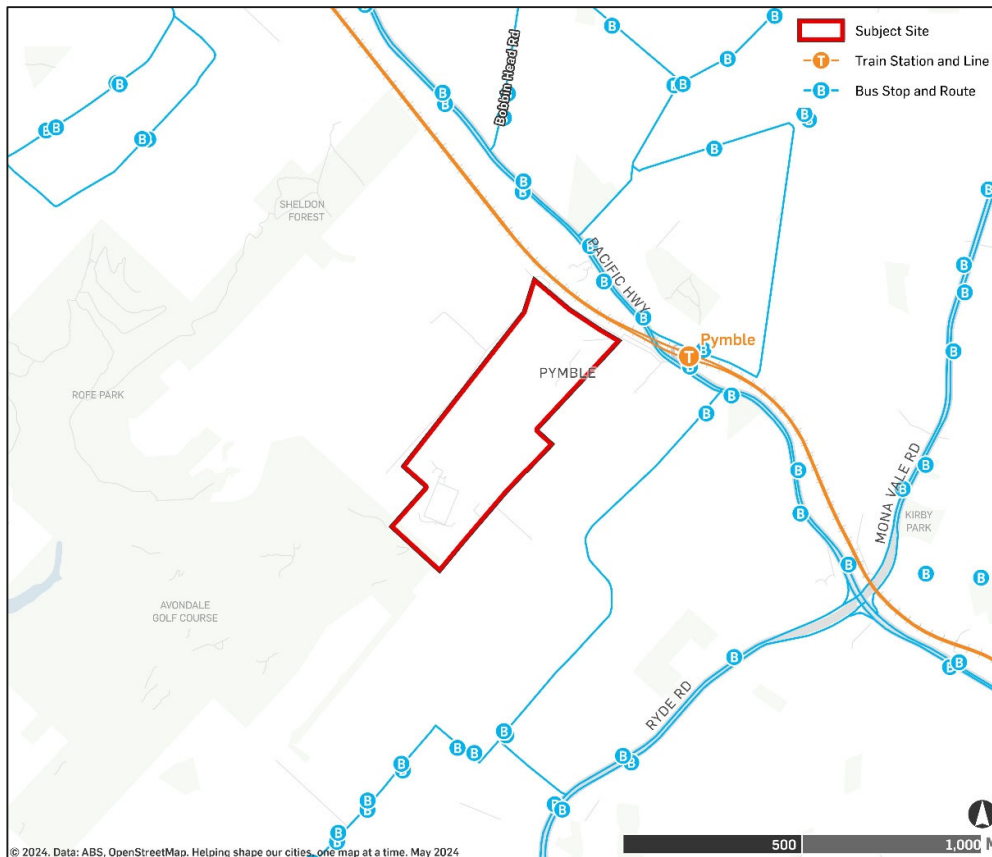 Subject Site
T Train Station and Line
B Bus Stop and Route
Bobbin Head Rd
SHELDON
FOREST
PACIFIC HWY
Pymble
T
PYMBLE
ROFE PARK
MONA VALE RD
KIRBY
PARK
AVONDALE
GOLF COURSE
RYDE RD
500
1,000 M
© 2024. Data: ABS, OpenStreetMap. Helping shape our cities, one map at a time. May 2024